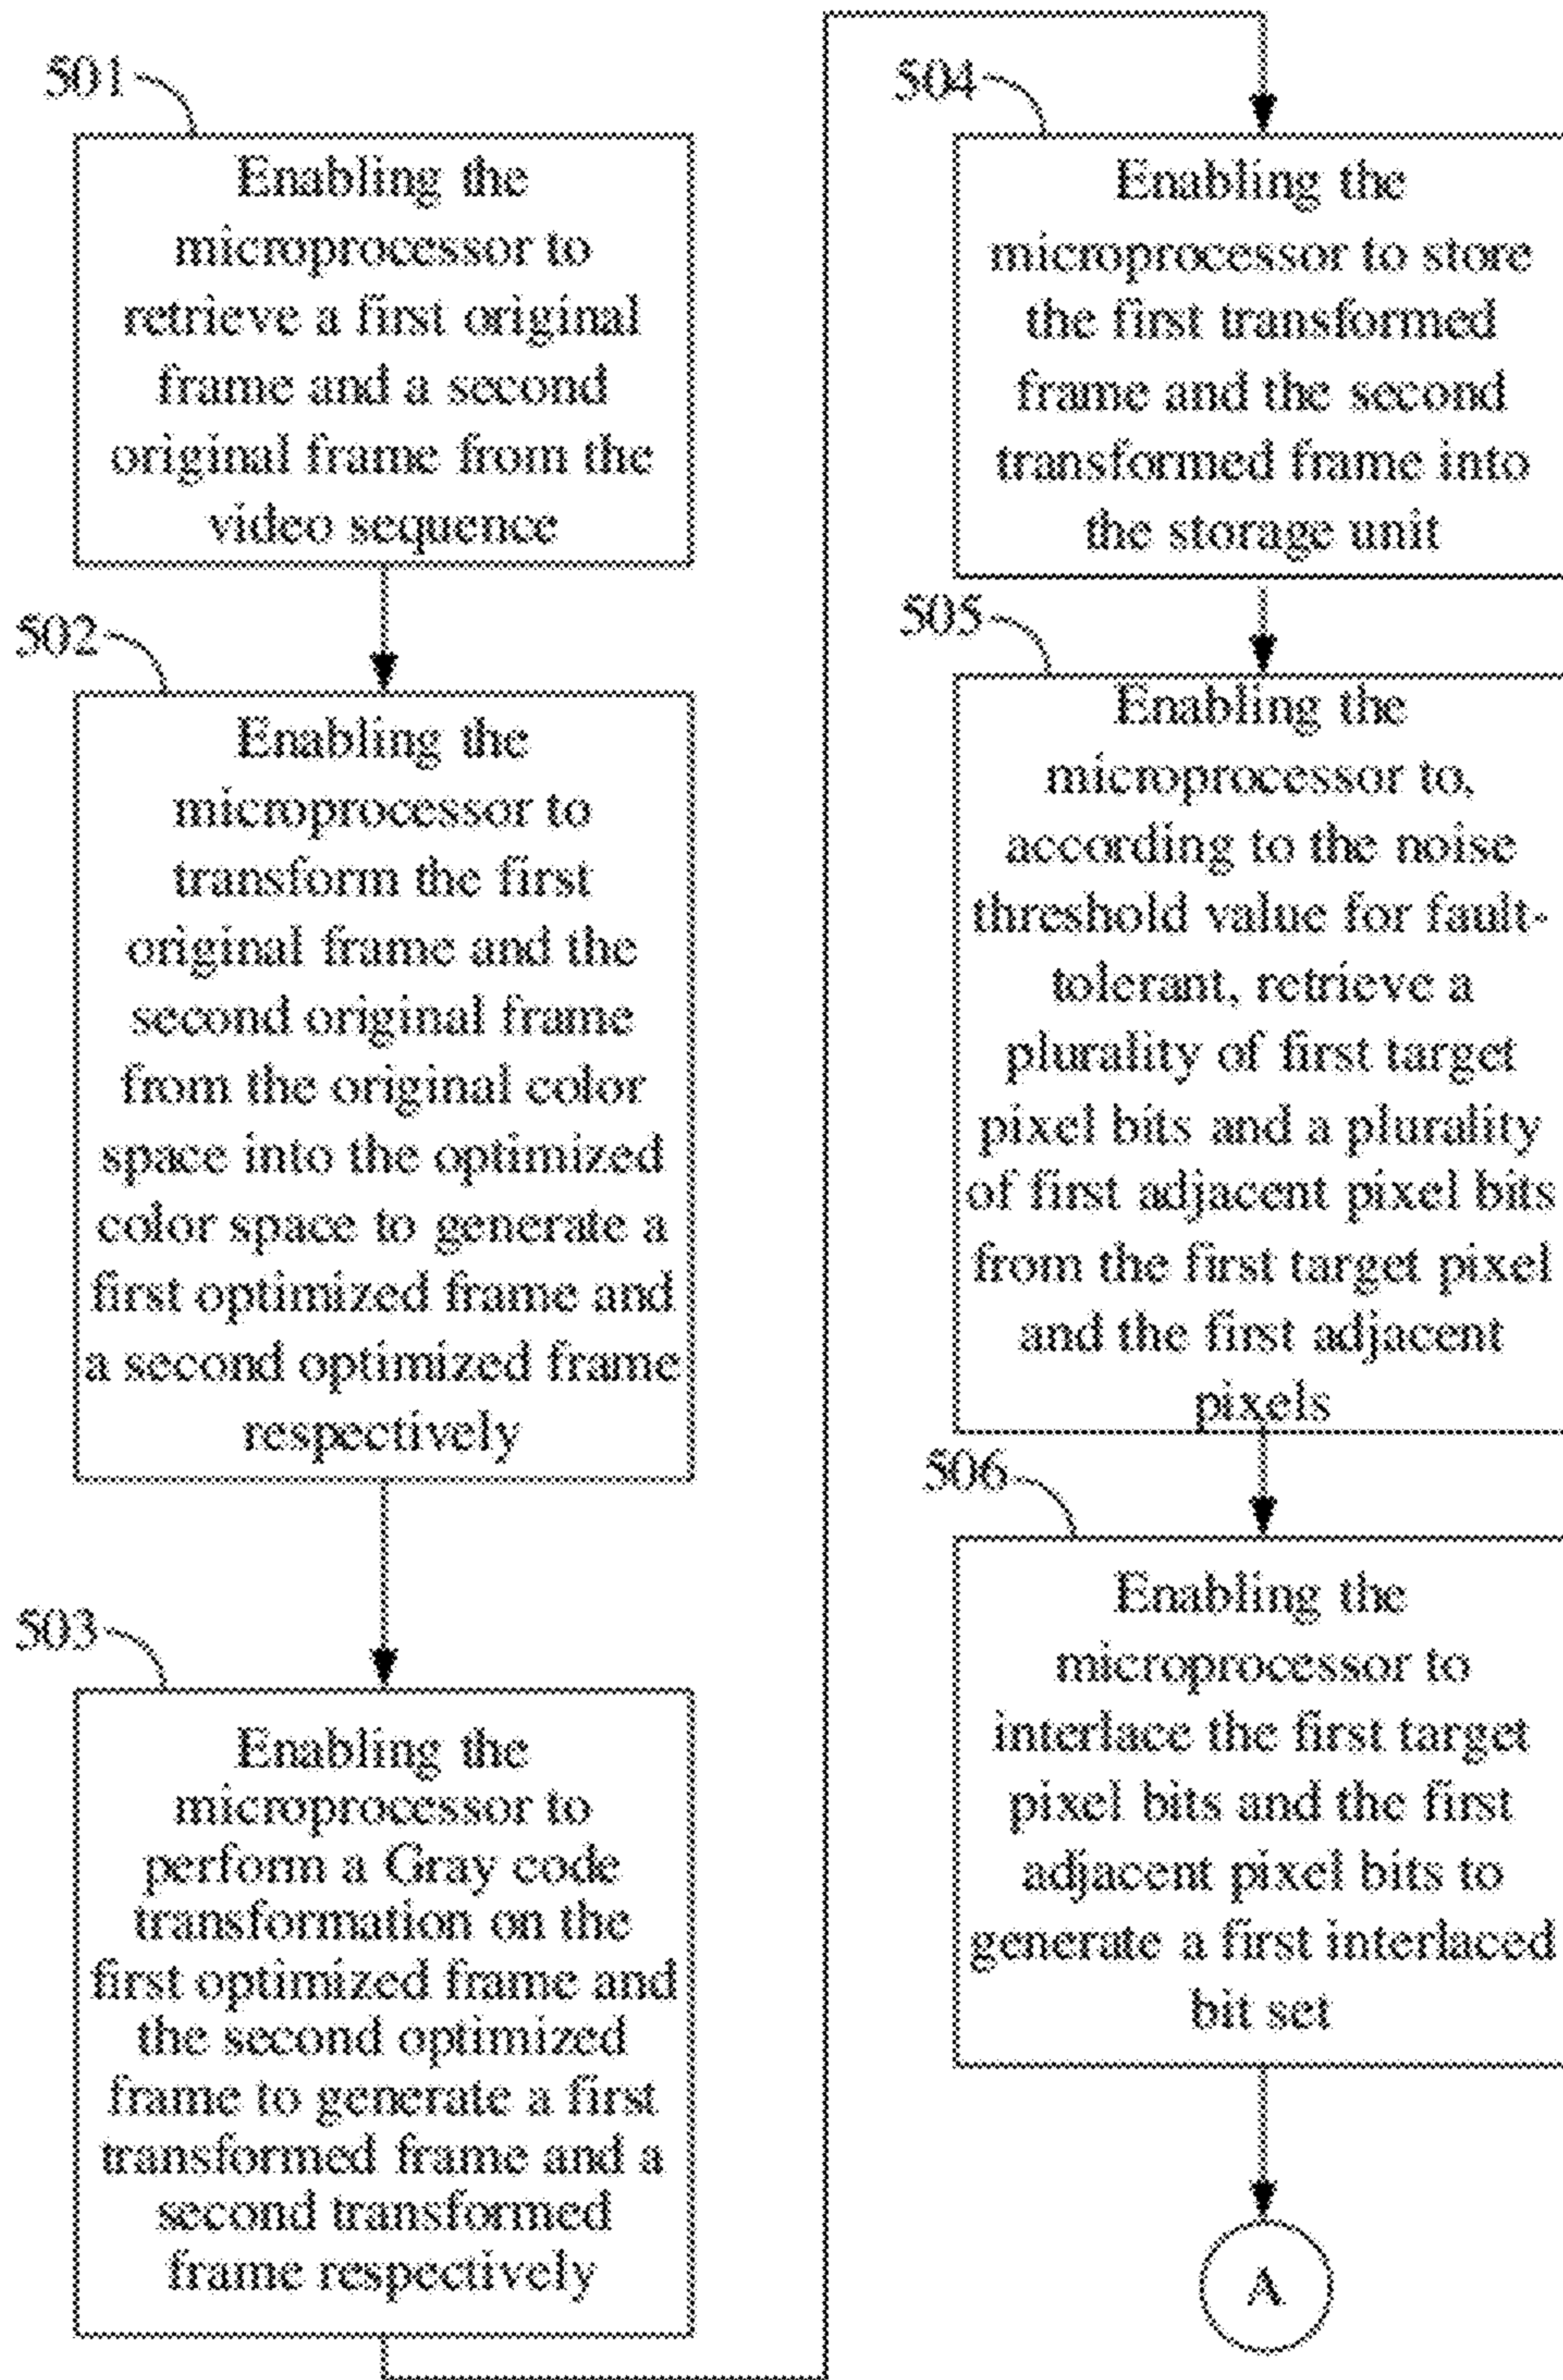 501
Enabling the
microprocessor to
retrieve a first original
frame and a second
original frame from the
video sequence
502
Enabling the
microprocessor to
transform the first
original frame and the
second original frame
from the original color
space into the optimized
color space to generate a
first optimized frame and
a second optimized frame
respectively
503
Enabling the
microprocessor to
perform a Gray code
transformation on the
first optimized frame and
the second optimized
frame to generate a first
transformed frame and a
second transformed
frame respectively
504
Enabling the
microprocessor to store
the first transformed
frame and the second
transformed frame into
the storage unit
505
Enabling the
microprocessor to,
according to the noise
threshold value for fault-
tolerant, retrieve a
plurality of first target
pixel bits and a plurality
of first adjacent pixel bits
from the first target pixel
and the first adjacent
pixels
506
Enabling the
microprocessor to
interlace the first target
pixel bits and the first
adjacent pixel bits to
generate a first interlaced
bit set
A